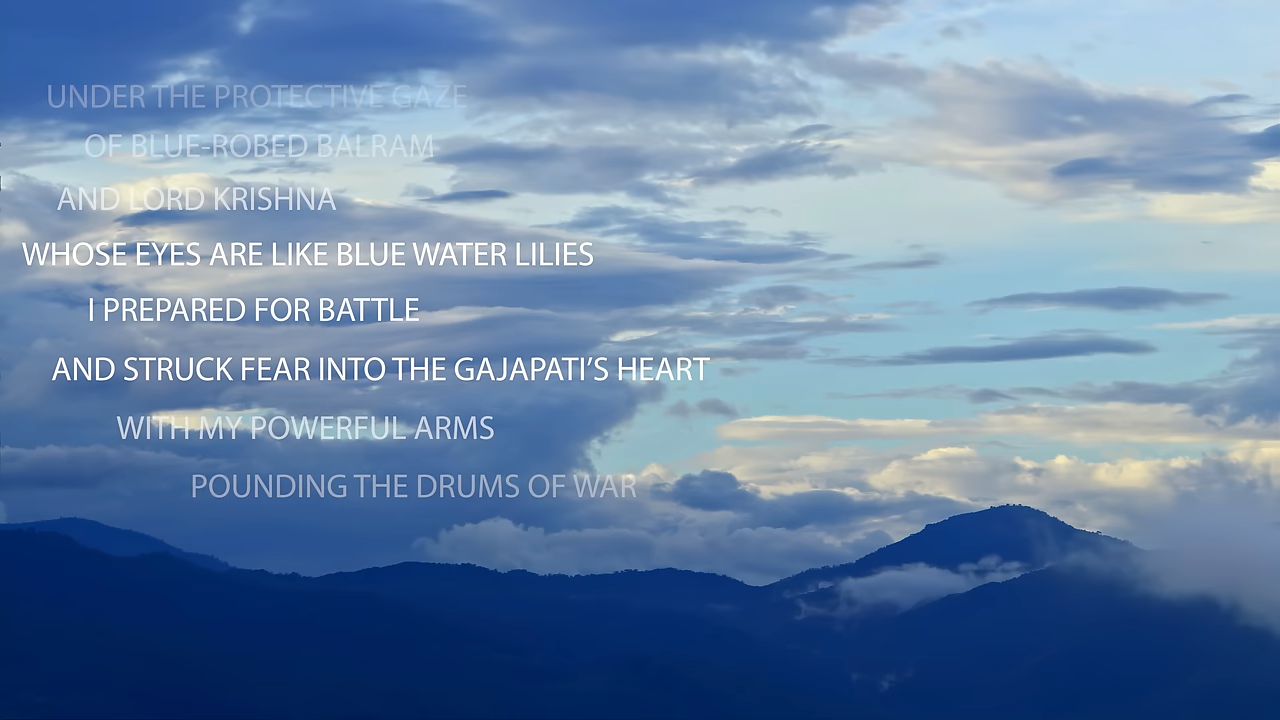 UNDER THE PROTECTIVE GAZE
OF BLUE-ROBED BALRAM
AND LORD KRISHNA
WHOSE EYES ARE LIKE BLUE WATER LILIES
I PREPARED FOR BATTLE
AND STRUCK FEAR INTO THE GAJAPATI’S HEART
WITH MY POWERFUL ARMS
POUNDING THE DRUMS OF WAR